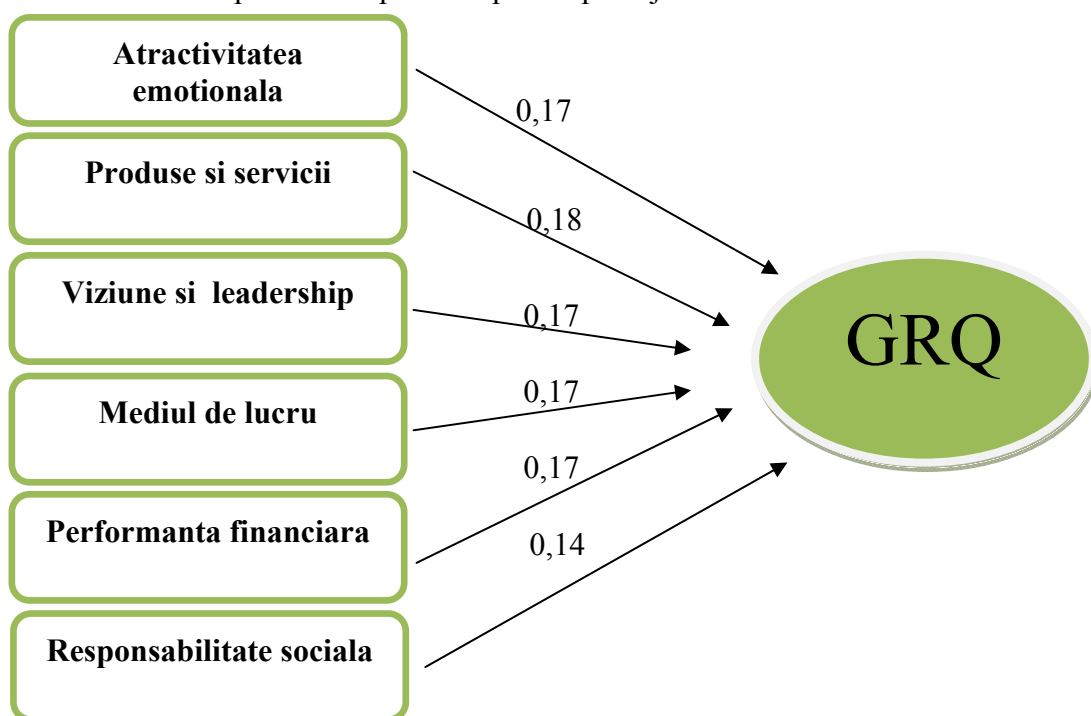 Atractivitatea
emotionala
0,17
Produse si servicii
0,18
Viziune si leadership
0,17
GRQ
Mediul de lucru
0,17
Performanta financiara
0,17
Responsabilitate sociala
0,14